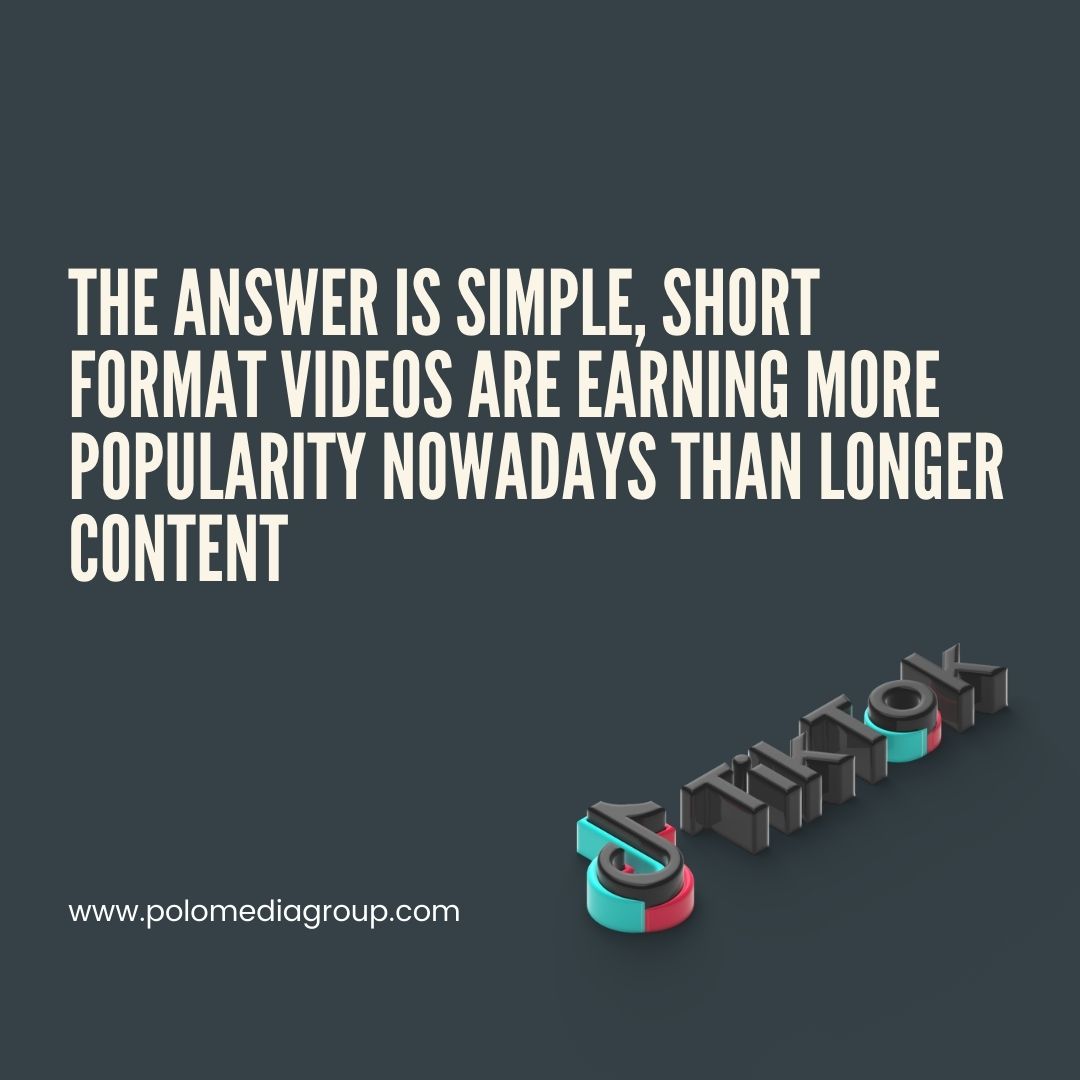 THE ANSWER IS SIMPLE, SHORT
FORMAT VIDEOS ARE EARNING MORE
POPULARITY NOWADAYS THAN LONGER
CONTENT
TikTok
www.polomediagroup.com